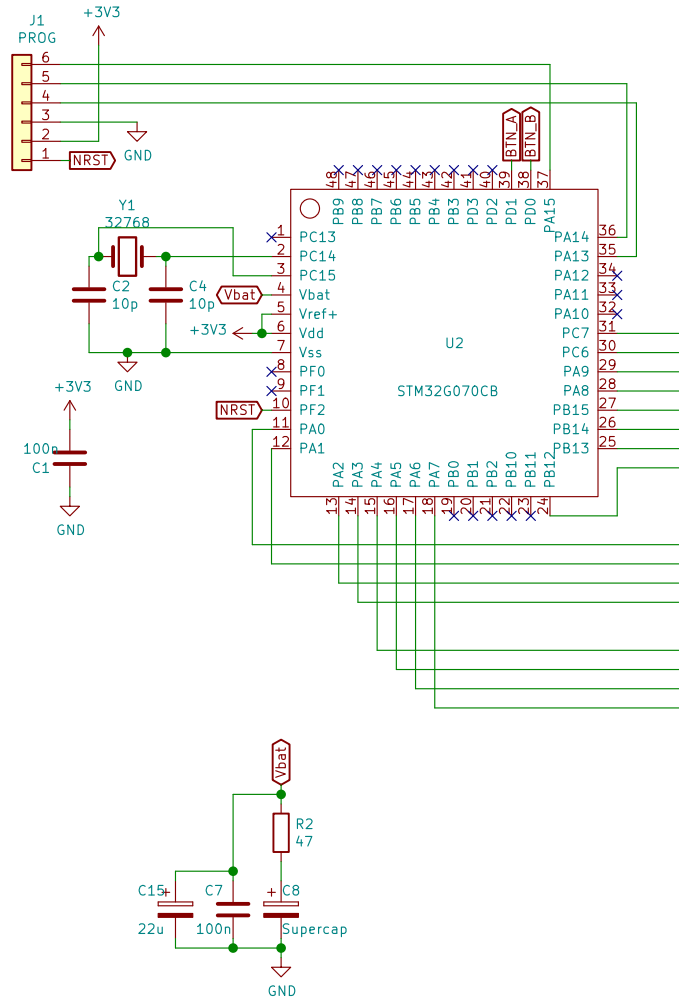 J1
PROG
+3V3
6
5
4
3
2
1
NRST
GND
BTN_A
BTN_B
48
47
46
45
44
43
42
41
40
39
38
37
PB9
PB8
PB7
PB6
PB5
PB4
PB3
PD3
PD2
PD1
PD0
PA15
Y1
32768
C2
10p
C4
10p
GND
Vbat
+3V3
NRST
1 PC13
2 PC14
3 PC15
4 Vbat
5 Vref+
6 Vdd
7 Vss
8 PF0
9 PF1
10 PF2
11 PA0
12 PA1
U2
STM32G070CB
PA14 36
PA13 35
PA12 34
PA11 33
PA10 32
PC7 31
PC6 30
PA9 29
PA8 28
PB15 27
PB14 26
PB13 25
PA2
PA3
PA4
PA5
PA6
PA7
PB0
PB1
PB2
PB10
PB11
PB12
13
14
15
16
17
18
19
20
21
22
23
24
+3V3
100n
C1
GND
Vbat
R2
47
C15
+
22u
C7
100n
+
C8
Supercap
GND